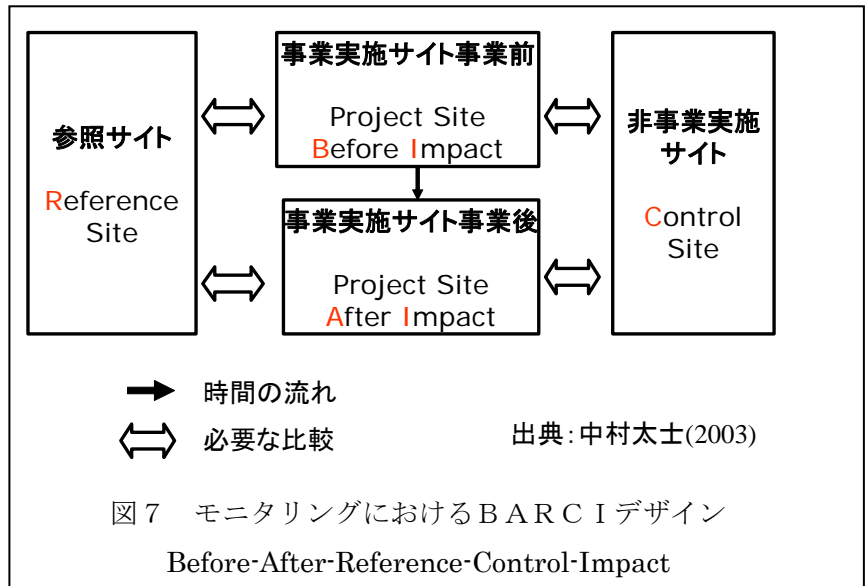 参照サイト
Reference
Site
事業実施サイト事業前
Project Site
Before Impact
事業実施サイト事業後
Project Site
After Impact
非事業実施
サイト
Control
Site
時間の流れ
必要な比較
出典：中村太士(2003)
図７　モニタリングにおけるＢＡＲＣＩデザイン
Before-After-Reference-Control-Impact